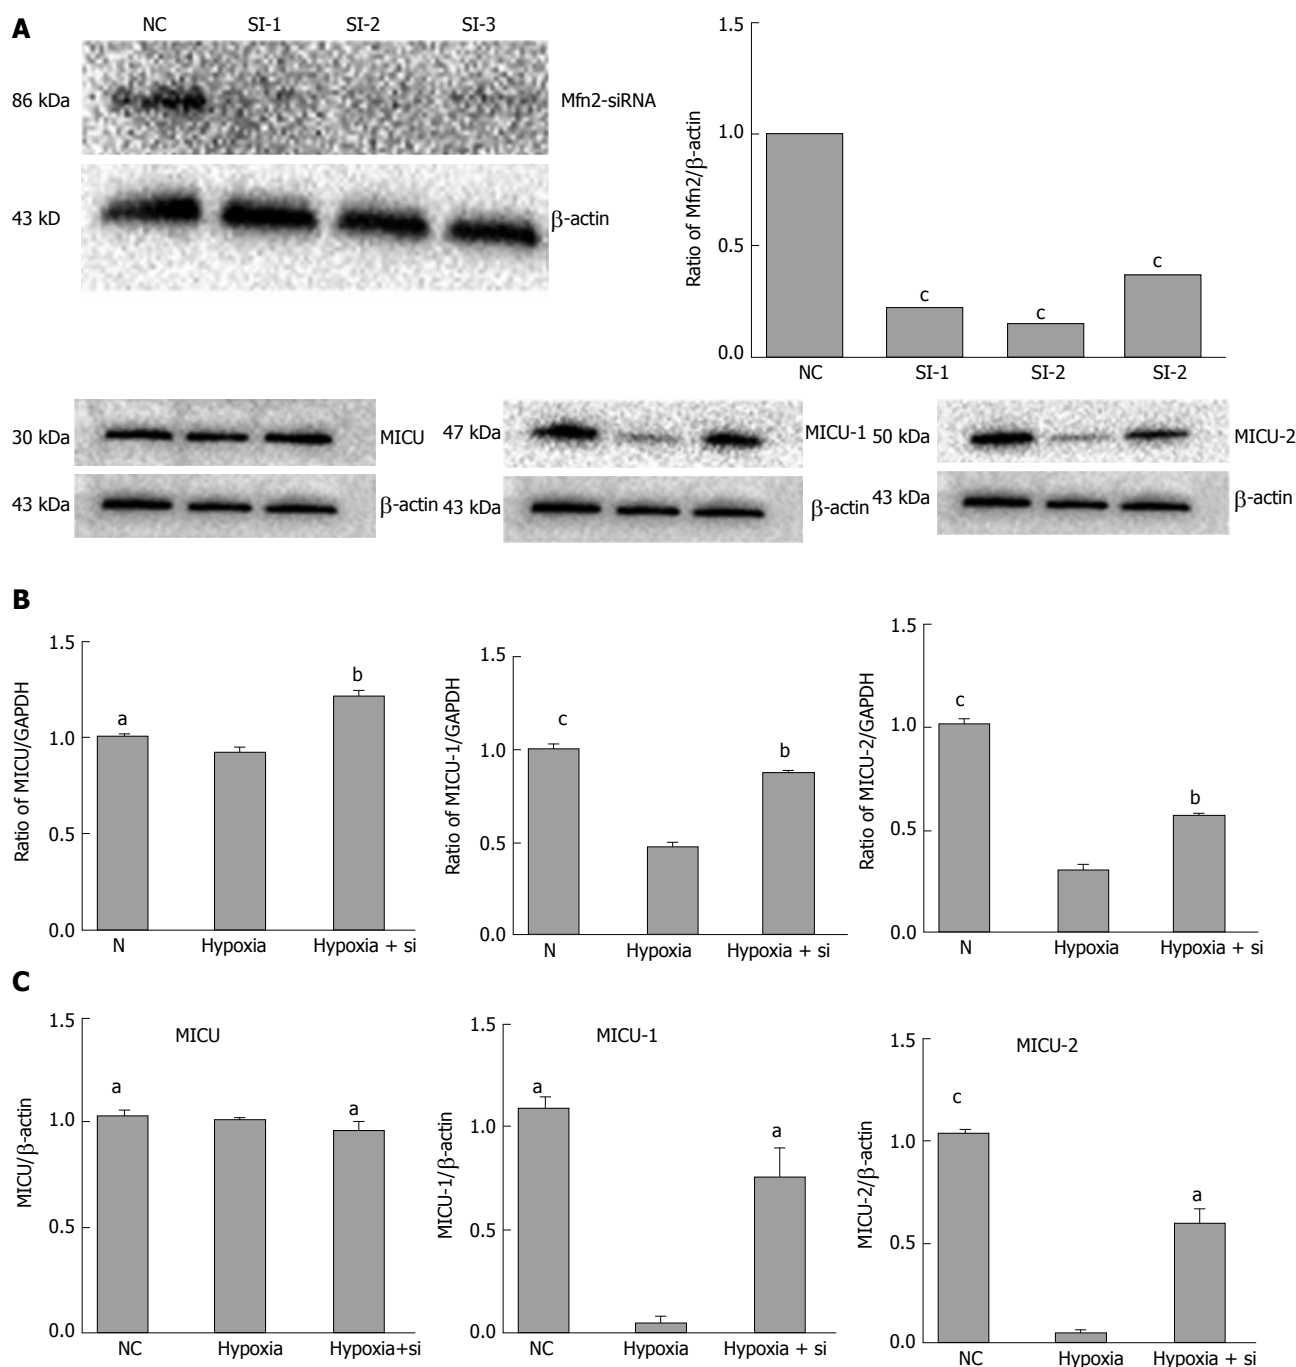 A
NC SI-1 SI-2 SI-3
86 kDa Mfn2-siRNA
43 kD β-actin
Ratio of Mfn2/β-actin
1.5
1.0
0.5
0.0
c c c
NC SI-1 SI-2 SI-2
30 kDa MICU
43 kDa β-actin
47 kDa MICU-1
43 kDa β-actin
50 kDa MICU-2
43 kDa β-actin
B
Ratio of MICU/GAPDH
1.5
1.0
0.5
0.0
a b
N Hypoxia Hypoxia + si
Ratio of MICU-1/GAPDH
1.5
1.0
0.5
0.0
c b
N Hypoxia Hypoxia + si
Ratio of MICU-2/GAPDH
1.5
1.0
0.5
0.0
c b
N Hypoxia Hypoxia + si
C
MICU
MICU/β-actin
1.5
1.0
0.5
0.0
a a
NC Hypoxia Hypoxia+si
MICU-1
MICU-1/β-actin
1.5
1.0
0.5
0.0
a a
NC Hypoxia Hypoxia + si
MICU-2
MICU-2/β-actin
1.5
1.0
0.5
0.0
c a
NC Hypoxia Hypoxia + si